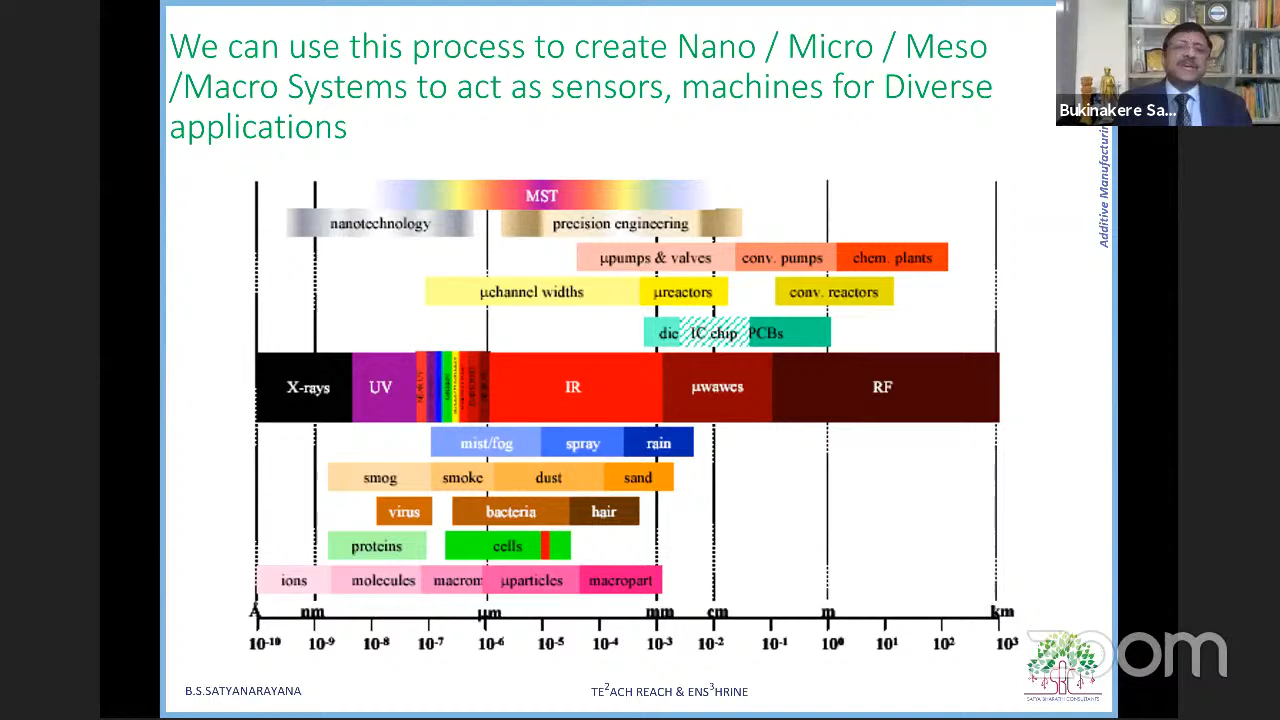 We can use this process to create Nano / Micro / Meso
/Macro Systems to act as sensors, machines for Diverse
applications
Bukinakere Sa...
Additive Manufacturin
MST
nanotechnology precision engineering
μpumps & valves conv. pumps chem. plants
μchannel widths μreactors conv. reactors
die IC chip PCBs
X-rays UV IR μwawes RF
mist/fog spray rain
smog smoke dust sand
virus bacteria hair
proteins cells
ions molecules macrom μparticles macropart
Å nm μm mm cm m km
10⁻¹⁰ 10⁻⁹ 10⁻⁸ 10⁻⁷ 10⁻⁶ 10⁻⁵ 10⁻⁴ 10⁻³ 10⁻² 10⁻¹ 10⁰ 10¹ 10² 10³
zoom
SATYA BHARATH CONSULTANTS
B.S.SATYANARAYANA
TE²ACH REACH & ENS³HRINE